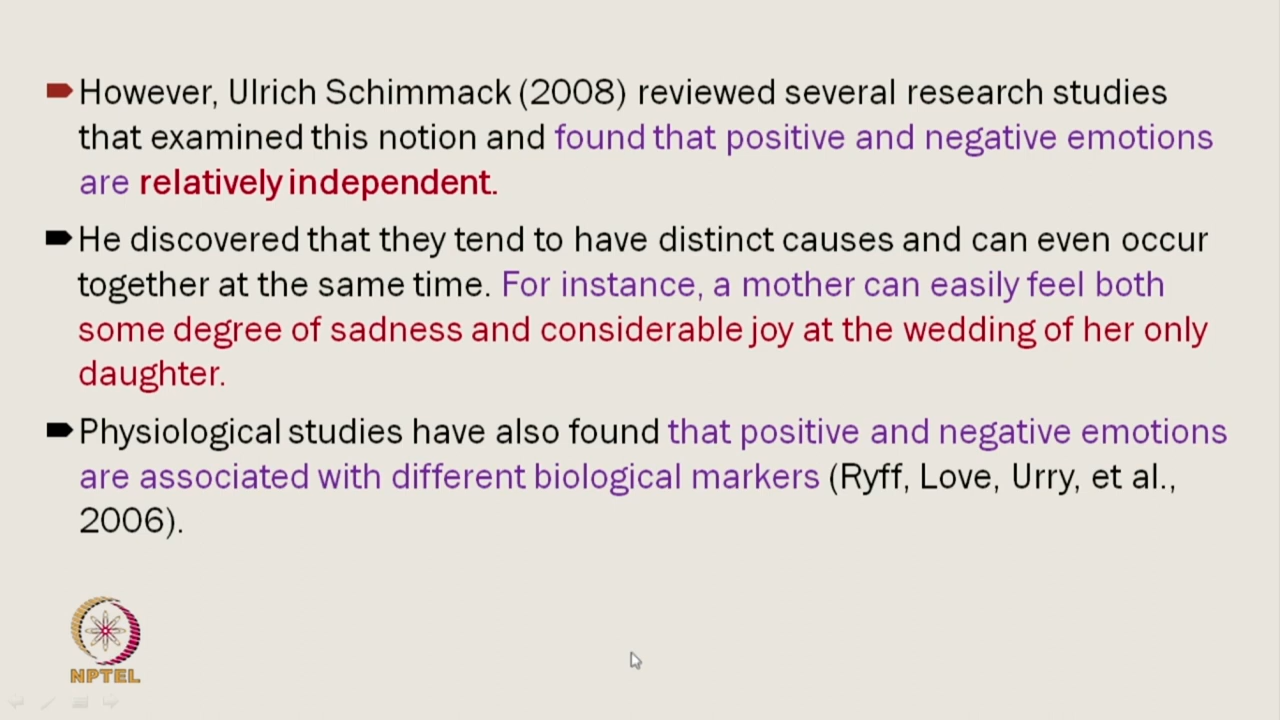 However, Ulrich Schimmack (2008) reviewed several research studies
that examined this notion and found that positive and negative emotions
are relatively independent.
He discovered that they tend to have distinct causes and can even occur
together at the same time. For instance, a mother can easily feel both
some degree of sadness and considerable joy at the wedding of her only
daughter.
Physiological studies have also found that positive and negative emotions
are associated with different biological markers (Ryff, Love, Urry, et al.,
2006).
NPTEL